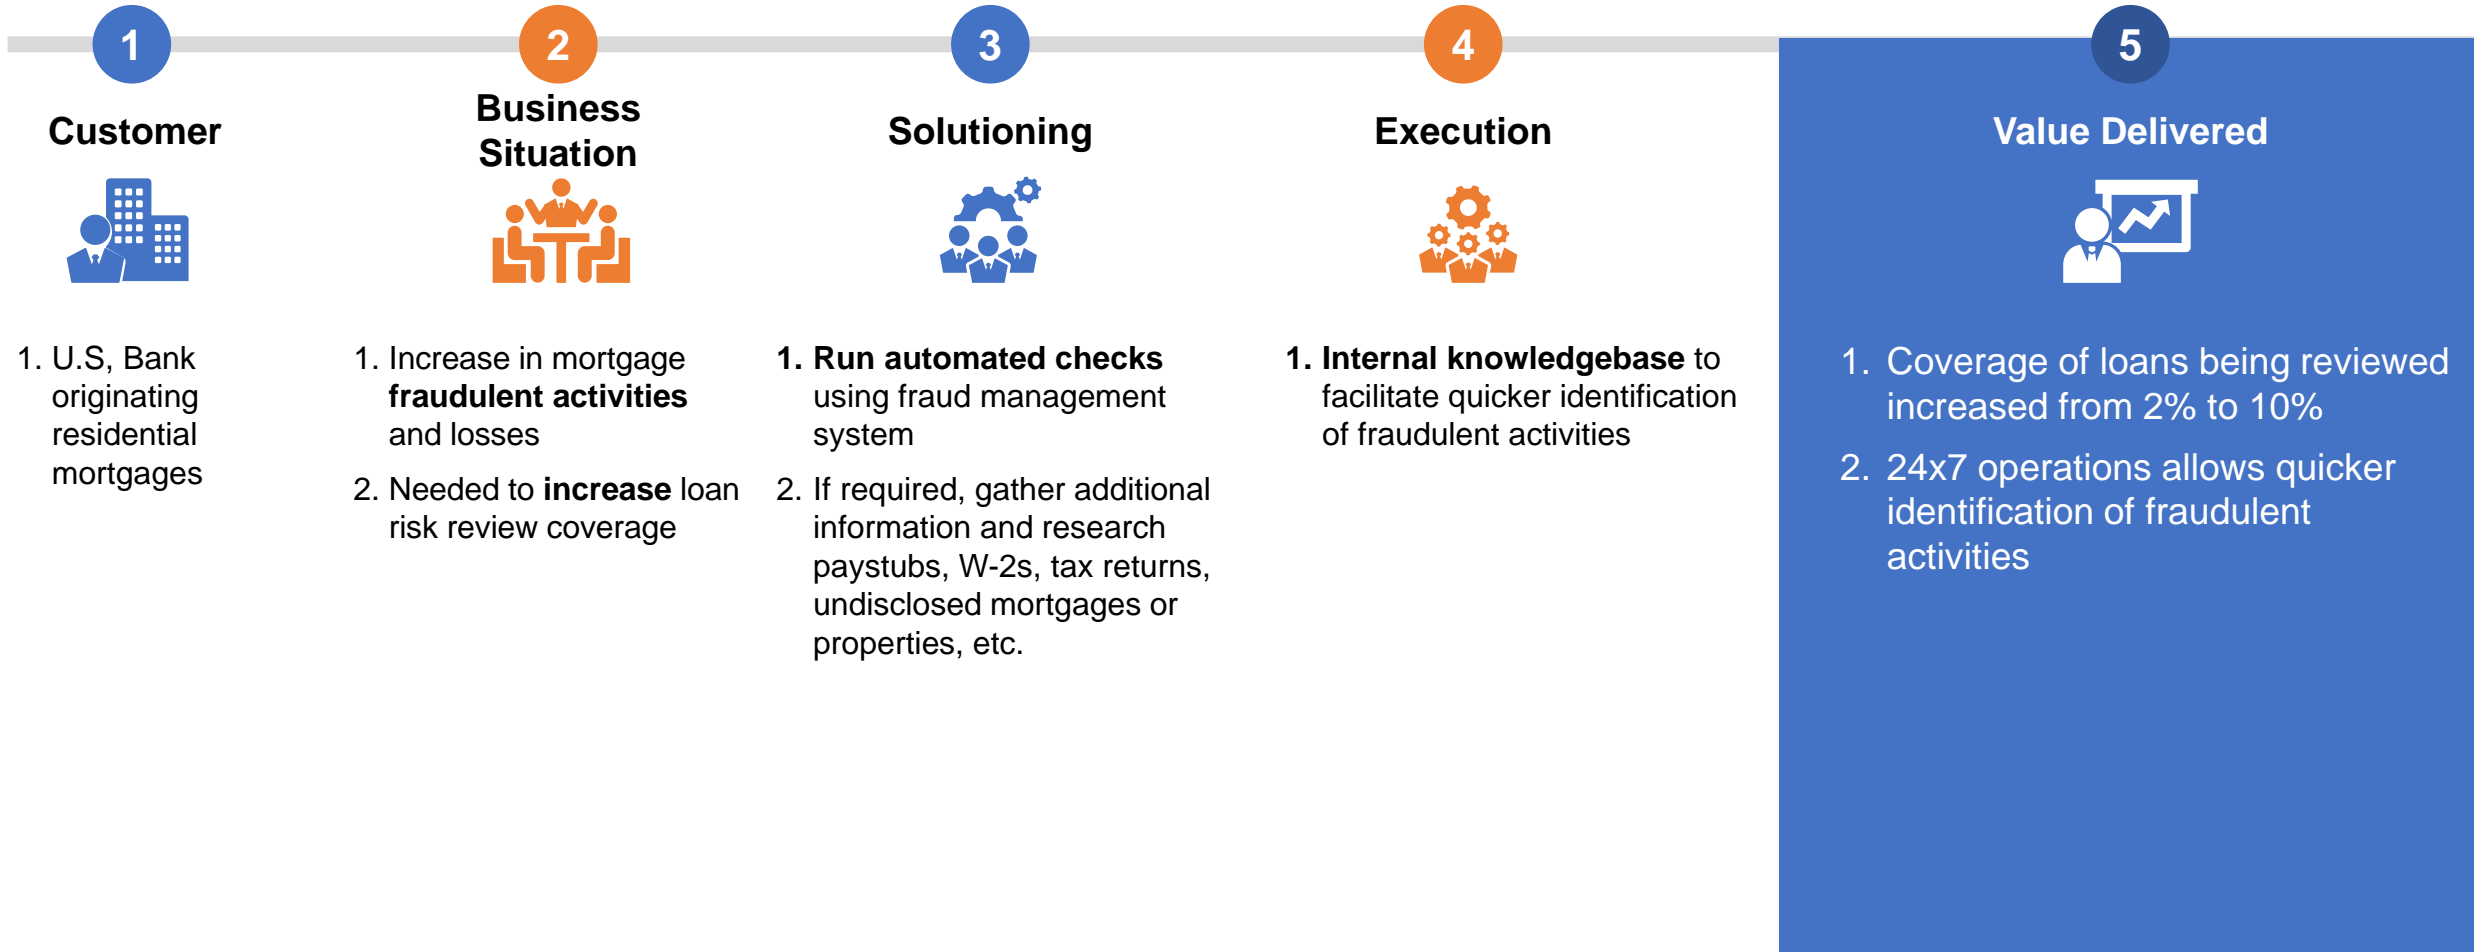 1
Customer
1. U.S, Bank
originating
residential
mortgages
2
Business
Situation
1. Increase in mortgage
fraudulent activities
and losses
2. Needed to increase loan
risk review coverage
3
Solutioning
1. Run automated checks
using fraud management
system
2. If required, gather additional
information and research
paystubs, W-2s, tax returns,
undisclosed mortgages or
properties, etc.
4
Execution
1. Internal knowledgebase to
facilitate quicker identification
of fraudulent activities
5
Value Delivered
1. Coverage of loans being reviewed
increased from 2% to 10%
2. 24x7 operations allows quicker
identification of fraudulent
activities